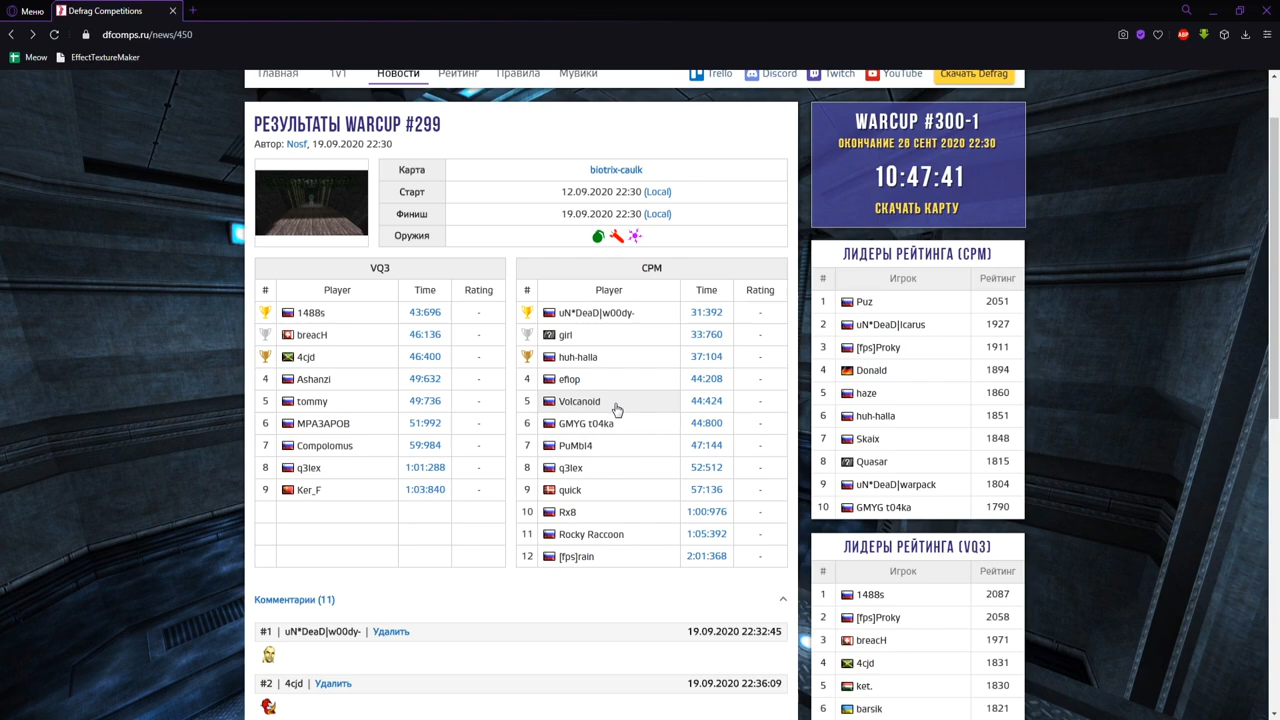 Меню
Defrag Competitions
dfcomps.ru/news/450
Meow
EffectTextureMaker
Главная
1v1
Новости
Рейтинг
Правила
Мувики
Trello
Discord
Twitch
YouTube
Скачать Defrag
РЕЗУЛЬТАТЫ WARCUP #299
Автор: Nosf, 19.09.2020 22:30
Карта biotrix-caulk
Старт 12.09.2020 22:30 (Local)
Финиш 19.09.2020 22:30 (Local)
Оружия
VQ3
# Player Time Rating
1488s 43:696 -
breacH 46:136 -
4cjd 46:400 -
4 Ashanzi 49:632 -
5 tommy 49:736 -
6 МРАЗАРОВ 51:992 -
7 Compolomus 59:984 -
8 q3lex 1:01:288 -
9 Ker_F 1:03:840 -
CPM
# Player Time Rating
uN*DeaD|w00dy- 31:392 -
girl 33:760 -
huh-halla 37:104 -
4 eflop 44:208 -
5 Volcanoid 44:424 -
6 GMYG t04ka 44:800 -
7 PuMbI4 47:144 -
8 q3lex 52:512 -
9 quick 57:136 -
10 Rx8 1:00:976 -
11 Rocky Raccoon 1:05:392 -
12 [fps]rain 2:01:368 -
Комментарии (11)
#1 | uN*DeaD|w00dy- | Удалить 19.09.2020 22:32:45
#2 | 4cjd | Удалить 19.09.2020 22:36:09
WARCUP #300-1
ОКОНЧАНИЕ 26 СЕНТ 2020 22:30
10:47:41
СКАЧАТЬ КАРТУ
ЛИДЕРЫ РЕЙТИНГА (CPM)
# Игрок Рейтинг
1 Puz 2051
2 uN*DeaD|Icarus 1927
3 [fps]Proky 1911
4 Donald 1894
5 haze 1860
6 huh-halla 1851
7 Skaix 1848
8 Quasar 1815
9 uN*DeaD|warpack 1804
10 GMYG t04ka 1790
ЛИДЕРЫ РЕЙТИНГА (VQ3)
# Игрок Рейтинг
1 1488s 2087
2 [fps]Proky 2058
3 breacH 1971
4 4cjd 1831
5 ket. 1830
6 barsik 1821